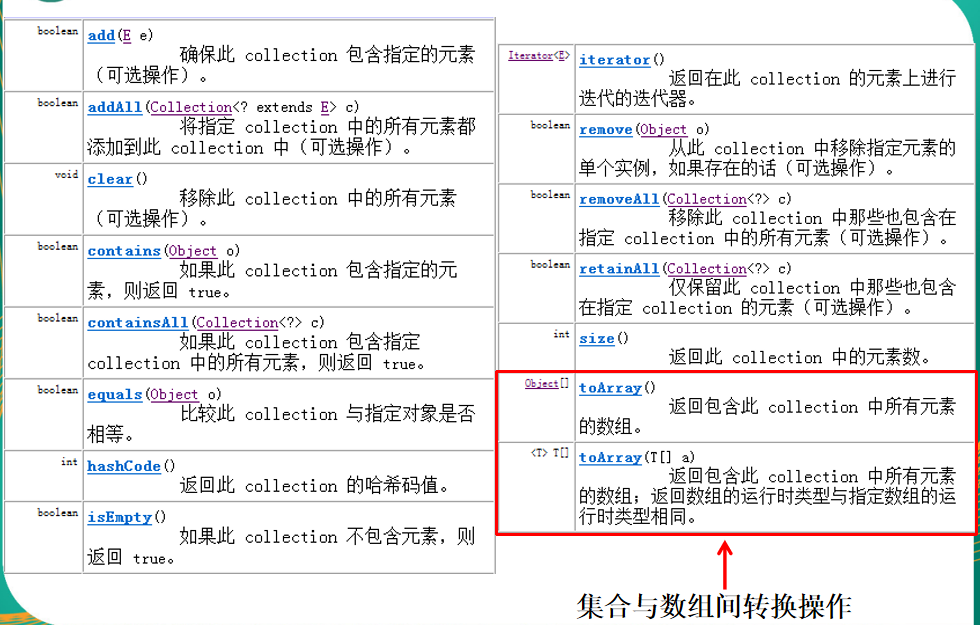 boolean add(E e)
确保此 collection 包含指定的元素
（可选操作）。
boolean addAll(Collection<? extends E> c)
将指定 collection 中的所有元素都
添加到此 collection 中（可选操作）。
void clear()
移除此 collection 中的所有元素
（可选操作）。
boolean contains(Object o)
如果此 collection 包含指定的元
素，则返回 true。
boolean containsAll(Collection<?> c)
如果此 collection 包含指定
collection 中的所有元素，则返回 true。
boolean equals(Object o)
比较此 collection 与指定对象是否
相等。
int hashCode()
返回此 collection 的哈希码值。
boolean isEmpty()
如果此 collection 不包含元素，则
返回 true。
Iterator<E> iterator()
返回在此 collection 的元素上进行
迭代的迭代器。
boolean remove(Object o)
从此 collection 中移除指定元素的
单个实例，如果存在的话（可选操作）。
boolean removeAll(Collection<?> c)
移除此 collection 中那些也包含在
指定 collection 中的所有元素（可选操作）。
boolean retainAll(Collection<?> c)
仅保留此 collection 中那些也包含
在指定 collection 的元素（可选操作）。
int size()
返回此 collection 中的元素数。
Object[] toArray()
返回包含此 collection 中所有元素
的数组。
<T> T[] toArray(T[] a)
返回包含此 collection 中所有元素
的数组；返回数组的运行时类型与指定数组的运
行时类型相同。
集合与数组间转换操作